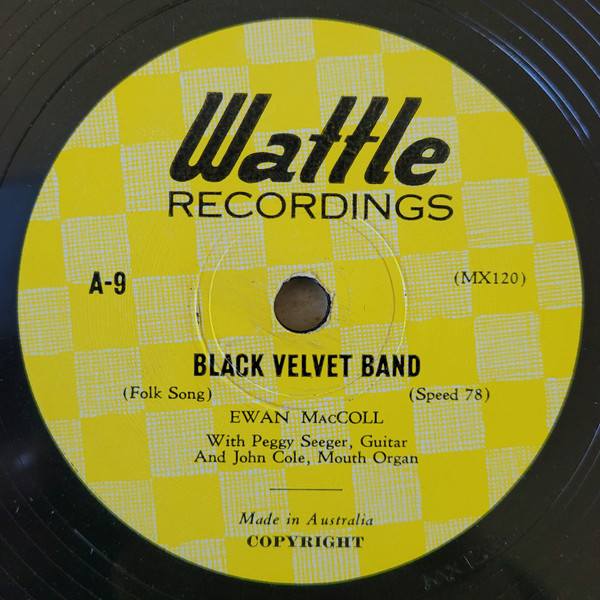 Wattle
RECORDINGS
A-9 (MX120)
BLACK VELVET BAND
(Folk Song) (Speed 78)
EWAN MacCOLL
With Peggy Seeger, Guitar
And John Cole, Mouth Organ
Made in Australia
COPYRIGHT